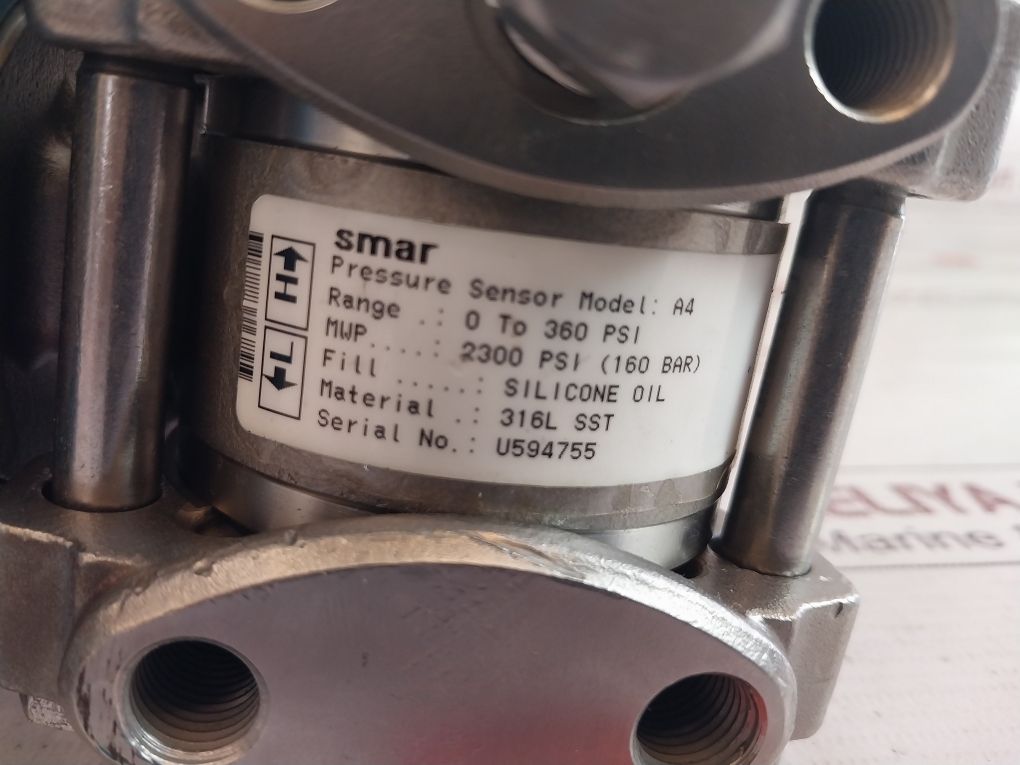 smar
Pressure Sensor Model: A4
Range .: 0 To 360 PSI
MWP....: 2300 PSI (160 BAR)
Fill .....: SILICONE OIL
Material .: 316L SST
Serial No.: U594755
H
L
Marine